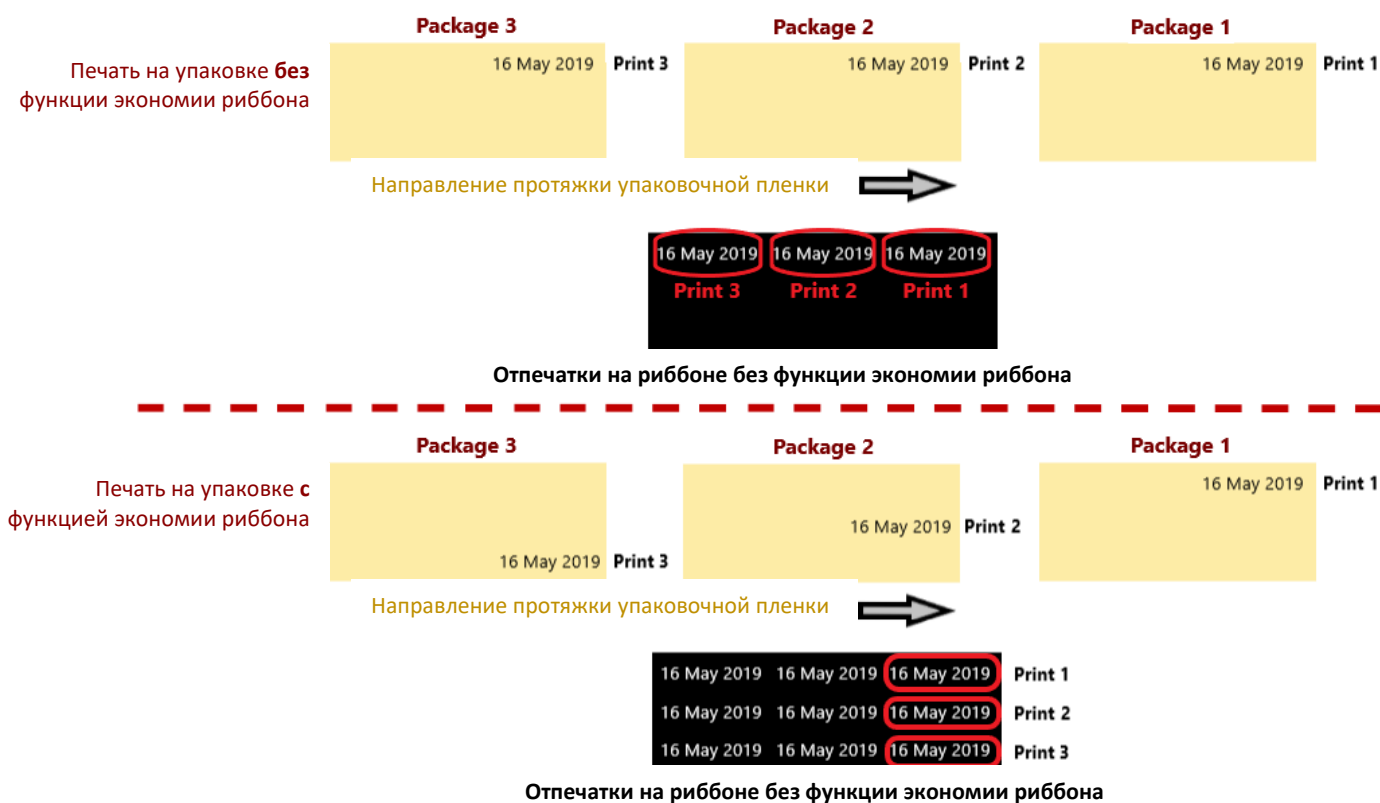 Package 3 Package 2 Package 1
Печать на упаковке без
функции экономии риббона
16 May 2019 Print 3 16 May 2019 Print 2 16 May 2019 Print 1
Направление протяжки упаковочной пленки
16 May 2019 16 May 2019 16 May 2019
Print 3 Print 2 Print 1
Отпечатки на риббоне без функции экономии риббона
Package 3 Package 2 Package 1
Печать на упаковке с
функцией экономии риббона
16 May 2019 Print 1
16 May 2019 Print 2
16 May 2019 Print 3
Направление протяжки упаковочной пленки
16 May 2019 16 May 2019 16 May 2019 Print 1
16 May 2019 16 May 2019 16 May 2019 Print 2
16 May 2019 16 May 2019 16 May 2019 Print 3
Отпечатки на риббоне без функции экономии риббона